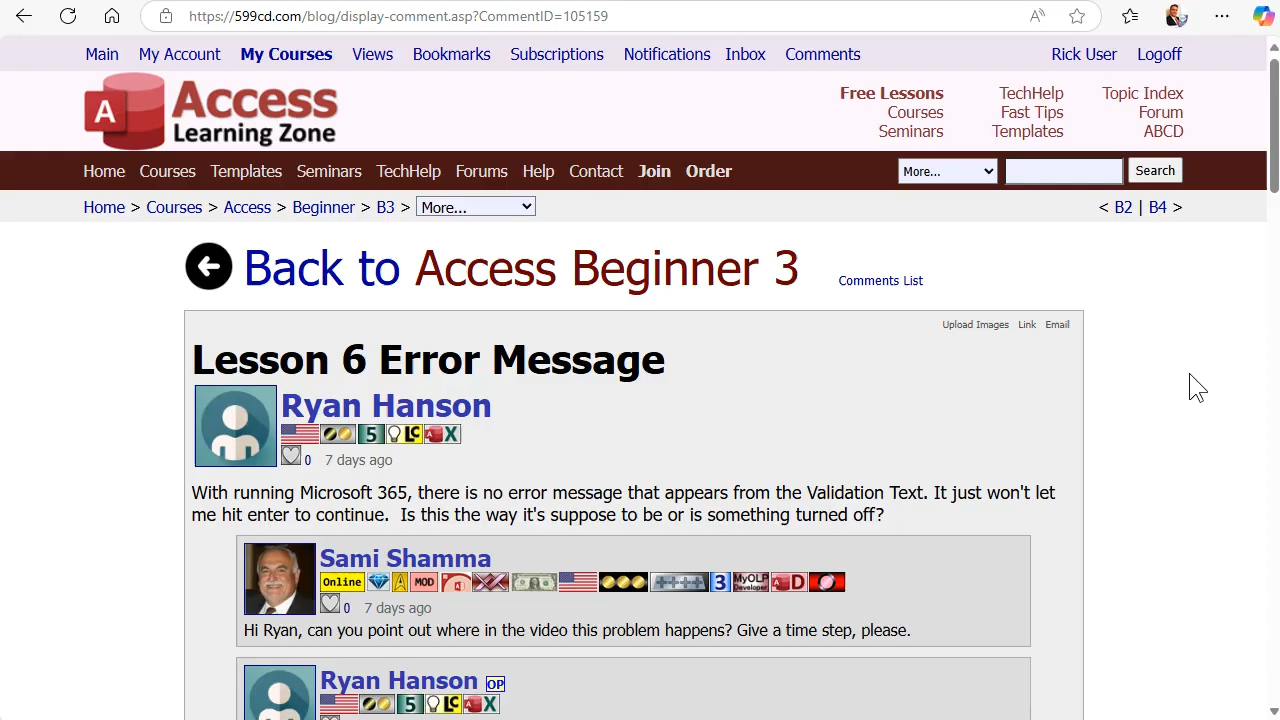 https://599cd.com/blog/display-comment.asp?CommentID=105159
Main My Account My Courses Views Bookmarks Subscriptions Notifications Inbox Comments Rick User Logoff
Access
Learning Zone
Free Lessons TechHelp Topic Index
Courses Fast Tips Forum
Seminars Templates ABCD
Home Courses Templates Seminars TechHelp Forums Help Contact Join Order More... Search
Home > Courses > Access > Beginner > B3 > More... < B2 | B4 >
Back to Access Beginner 3 Comments List
Upload Images Link Email
Lesson 6 Error Message
Ryan Hanson
5 LC A X
0 7 days ago
With running Microsoft 365, there is no error message that appears from the Validation Text. It just won't let
me hit enter to continue. Is this the way it's suppose to be or is something turned off?
Sami Shamma
Online A MOD 3 MyOLP Developer A D
0 7 days ago
Hi Ryan, can you point out where in the video this problem happens? Give a time step, please.
Ryan Hanson OP
5 LC A X